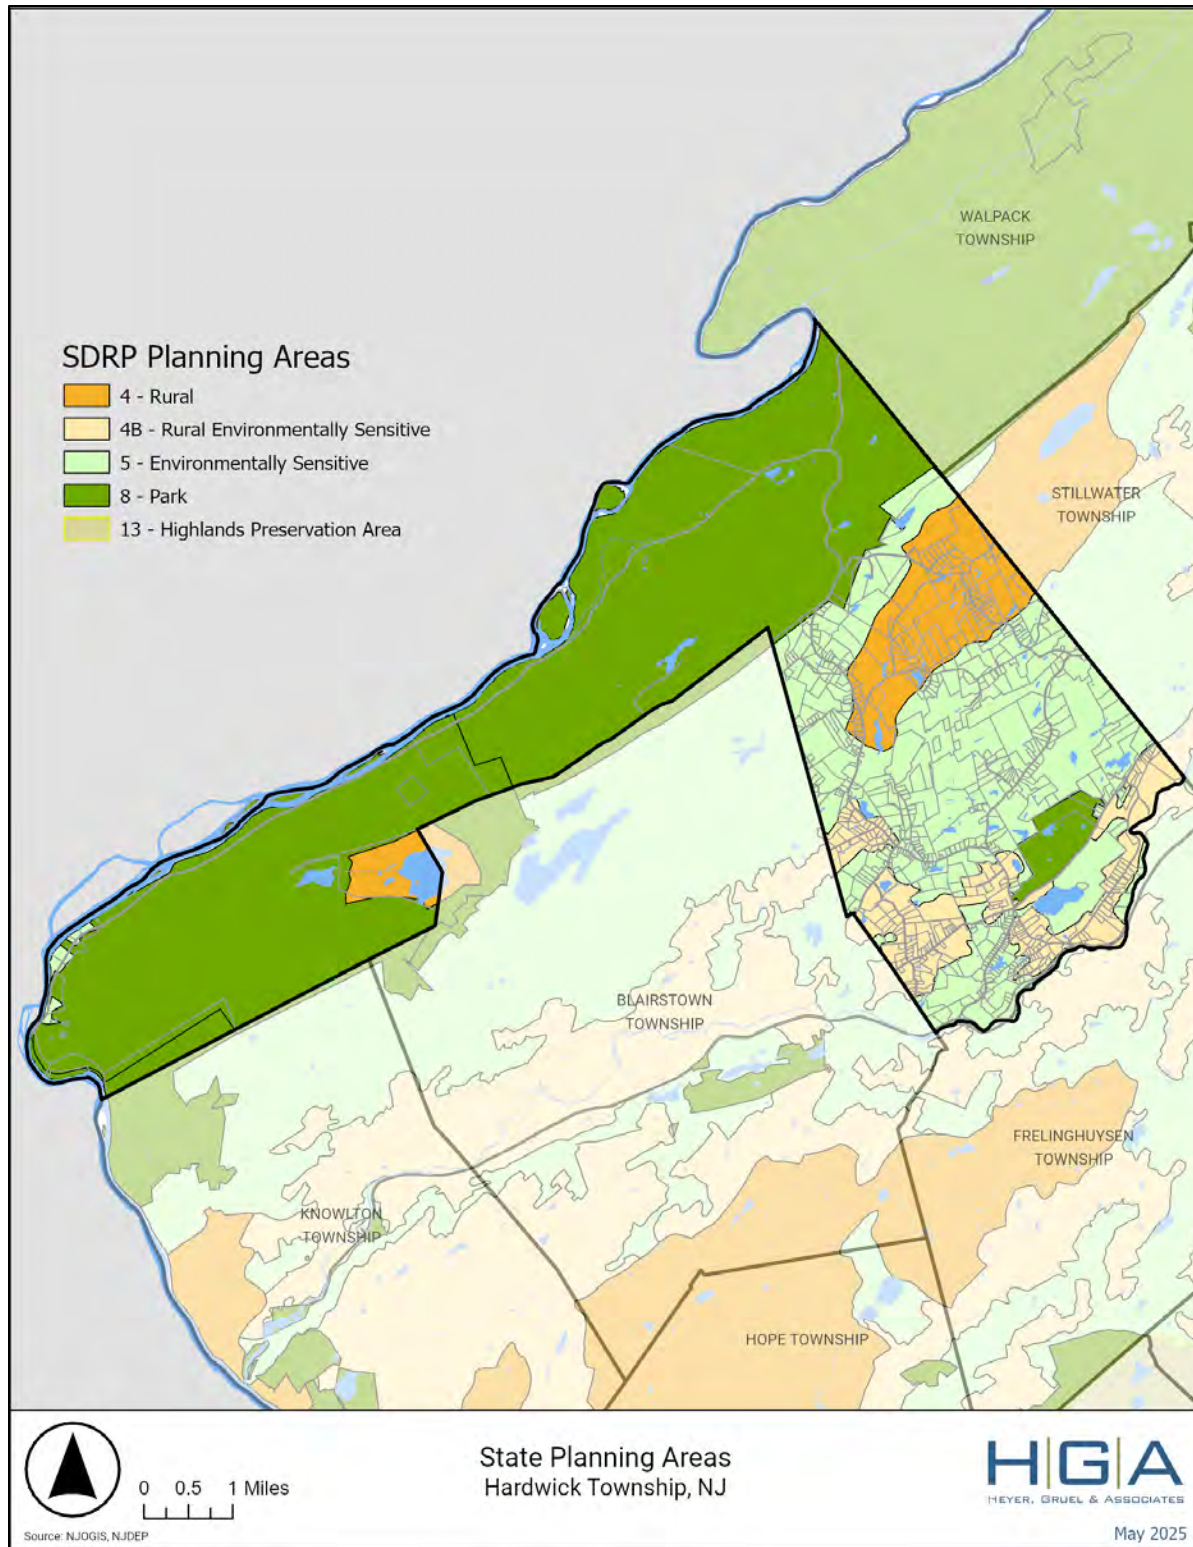 WALPACK
TOWNSHIP
SDRP Planning Areas
4 - Rural
4B - Rural Environmentally Sensitive
5 - Environmentally Sensitive
8 - Park
13 - Highlands Preservation Area
STILLWATER
TOWNSHIP
BLAIRSTOWN
TOWNSHIP
FRELINGHUYSEN
TOWNSHIP
KNOWLTON
TOWNSHIP
HOPE TOWNSHIP
0 0.5 1 Miles
Source: NJOGIS, NJDEP
State Planning Areas
Hardwick Township, NJ
H|G|A
HEYER, GRUEL & ASSOCIATES
May 2025